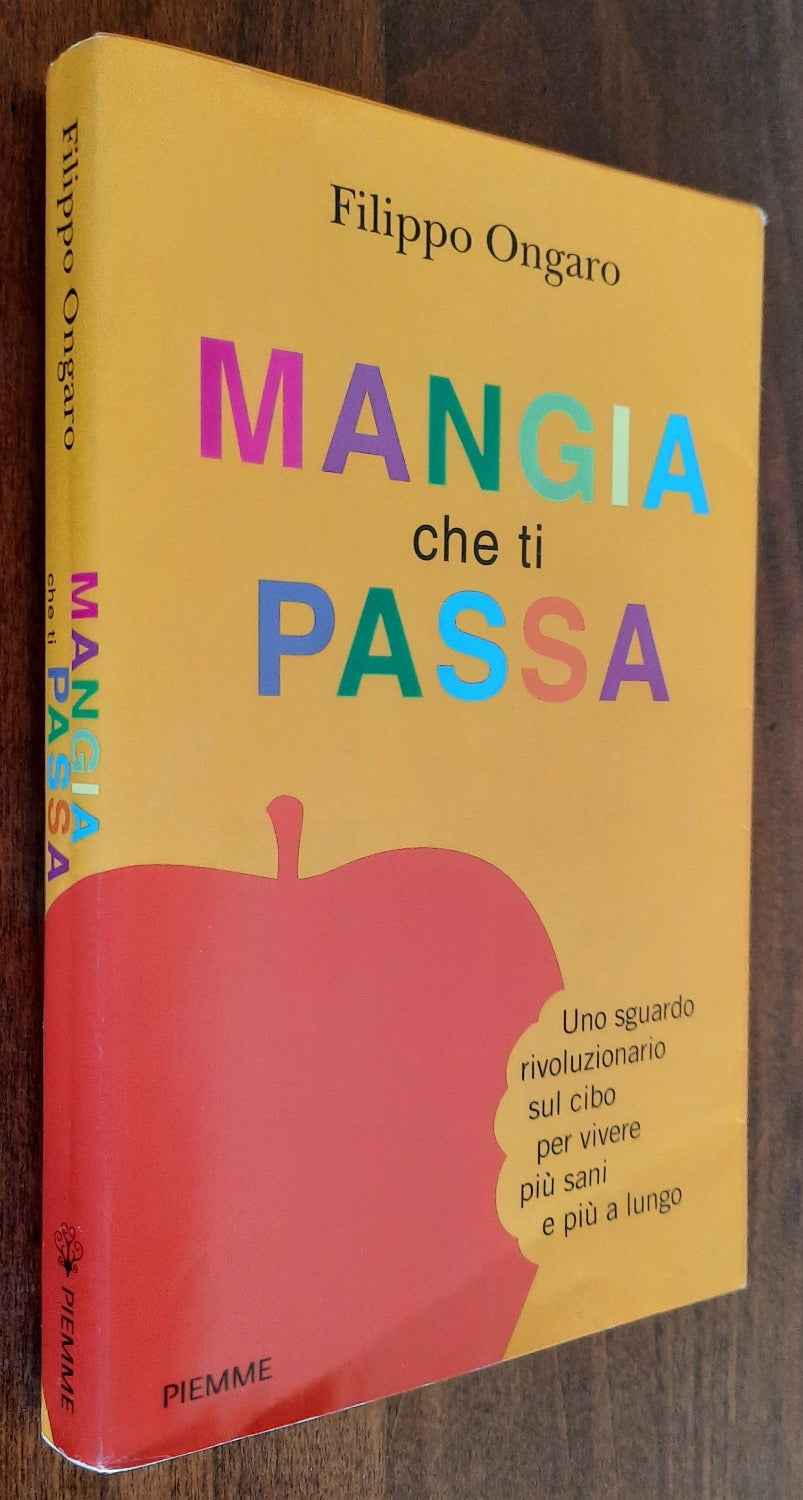 Filippo Ongaro
MANGIA
che ti
PASSA
Uno sguardo
rivoluzionario
sul cibo
per vivere
più sani
e più a lungo
PIEMME
Filippo Ongaro
MANGIA
che ti PASSA
PIEMME